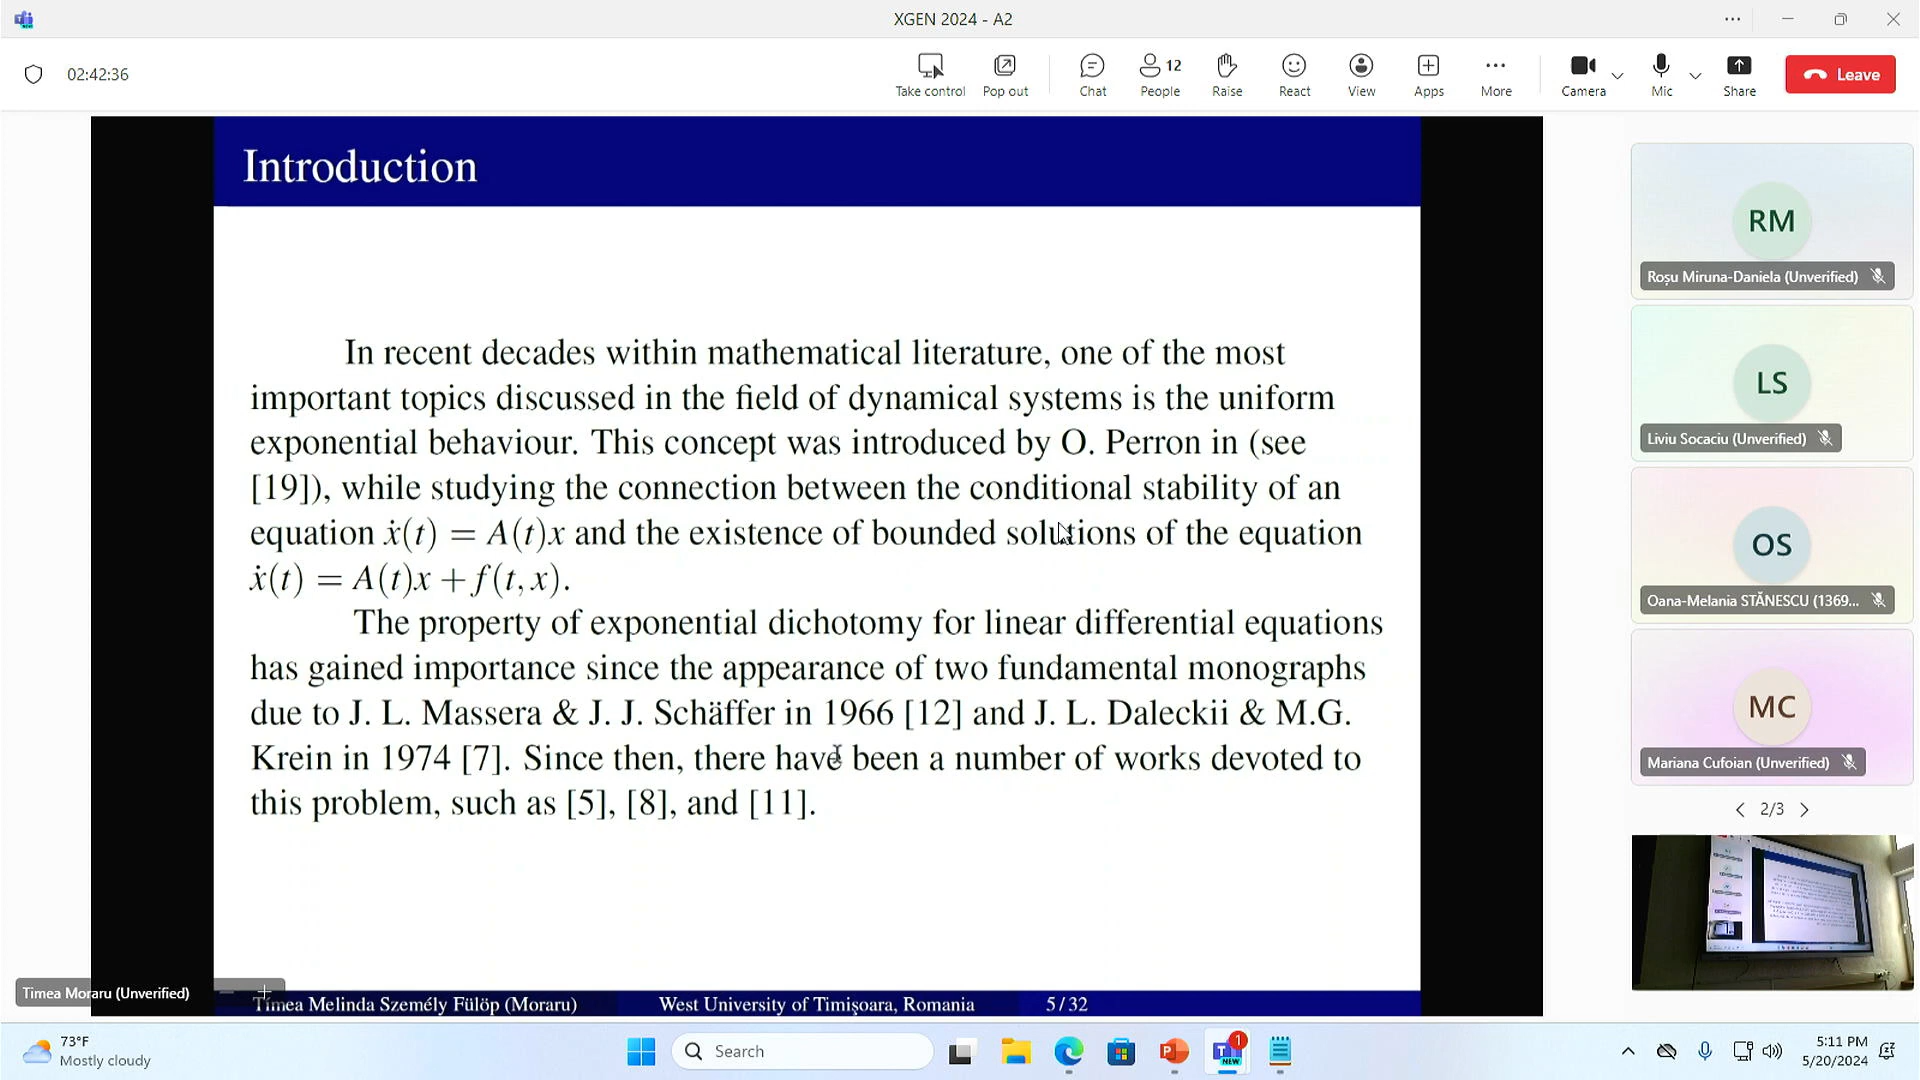 XGEN 2024 - A2
02:42:36
Take control
Pop out
Chat
12
People
Raise
React
View
Apps
More
Camera
Mic
Share
Leave
Introduction
In recent decades within mathematical literature, one of the most
important topics discussed in the field of dynamical systems is the uniform
exponential behaviour. This concept was introduced by O. Perron in (see
[19]), while studying the connection between the conditional stability of an
equation ẋ(t) = A(t)x and the existence of bounded solutions of the equation
ẋ(t) = A(t)x + f(t, x).
The property of exponential dichotomy for linear differential equations
has gained importance since the appearance of two fundamental monographs
due to J. L. Massera & J. J. Schäffer in 1966 [12] and J. L. Daleckii & M.G.
Krein in 1974 [7]. Since then, there have been a number of works devoted to
this problem, such as [5], [8], and [11].
Timea Melinda Személy Fülöp (Moraru) West University of Timişoara, Romania 5/32
Timea Moraru (Unverified)
RM
Roșu Miruna-Daniela (Unverified)
LS
Liviu Socaciu (Unverified)
OS
Oana-Melania STĂNESCU (1369...
MC
Mariana Cufoian (Unverified)
2/3
73°F
Mostly cloudy
Search
1
NEW
5:11 PM
5/20/2024